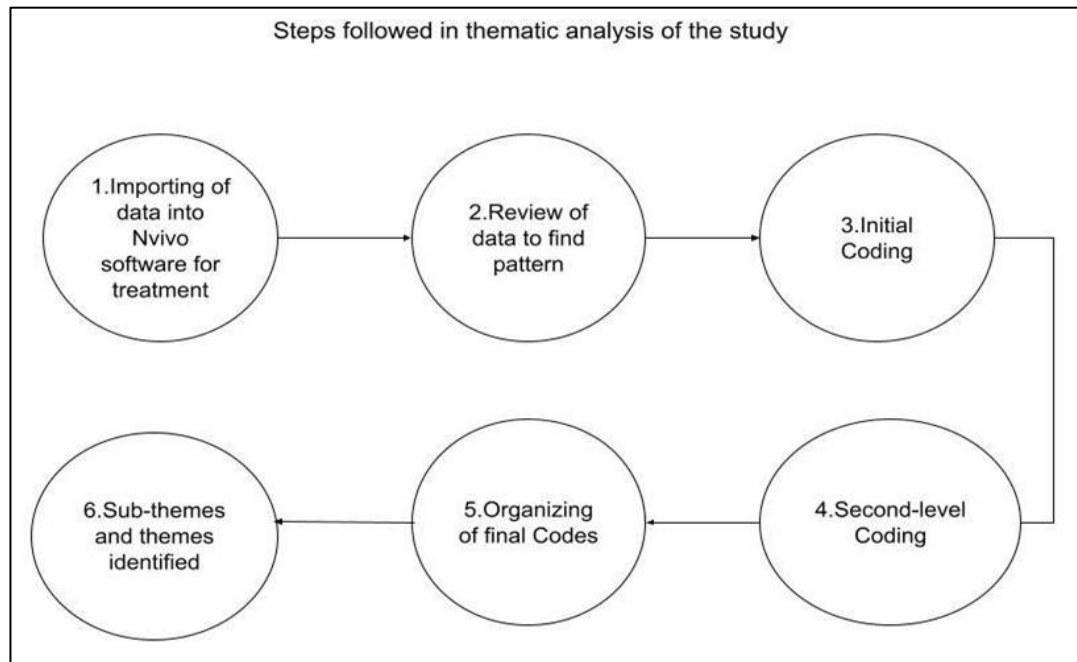 Steps followed in thematic analysis of the study
1.Importing of
data into
Nvivo
software for
treatment
2.Review of
data to find
pattern
3.Initial
Coding
4.Second-level
Coding
5.Organizing
of final Codes
6.Sub-themes
and themes
identified